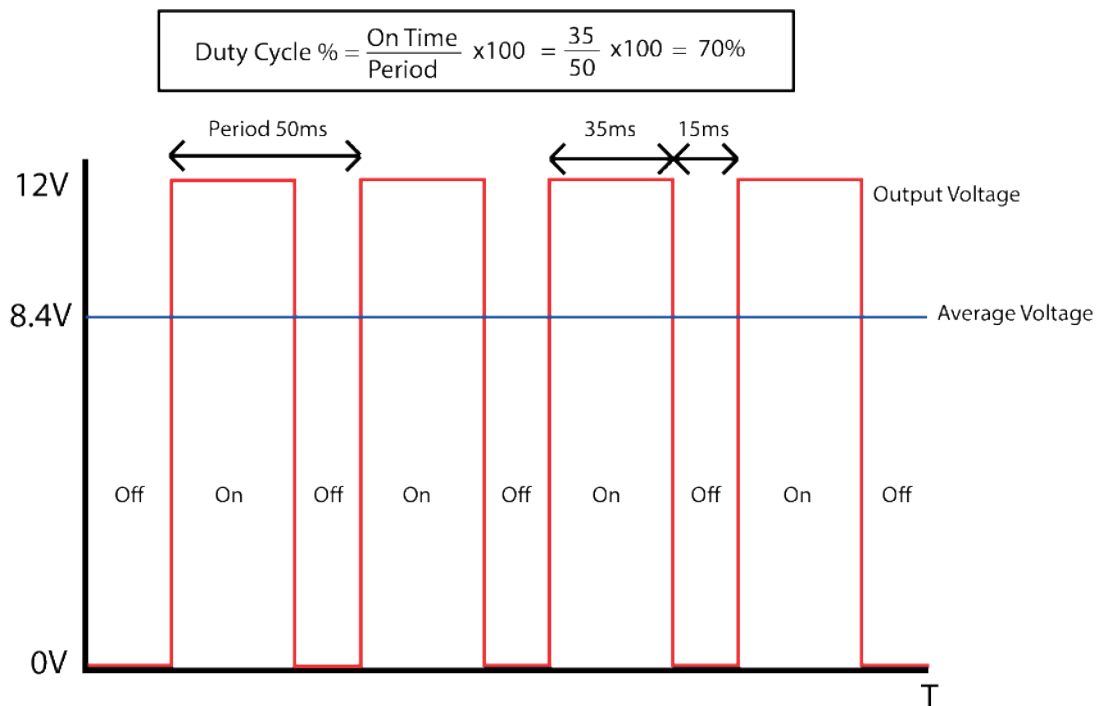 Duty Cycle % = On Time / Period x100 = 35 / 50 x100 = 70%
Period 50ms
35ms
15ms
12V
Output Voltage
8.4V
Average Voltage
Off
On
Off
On
Off
On
Off
On
Off
0V
T